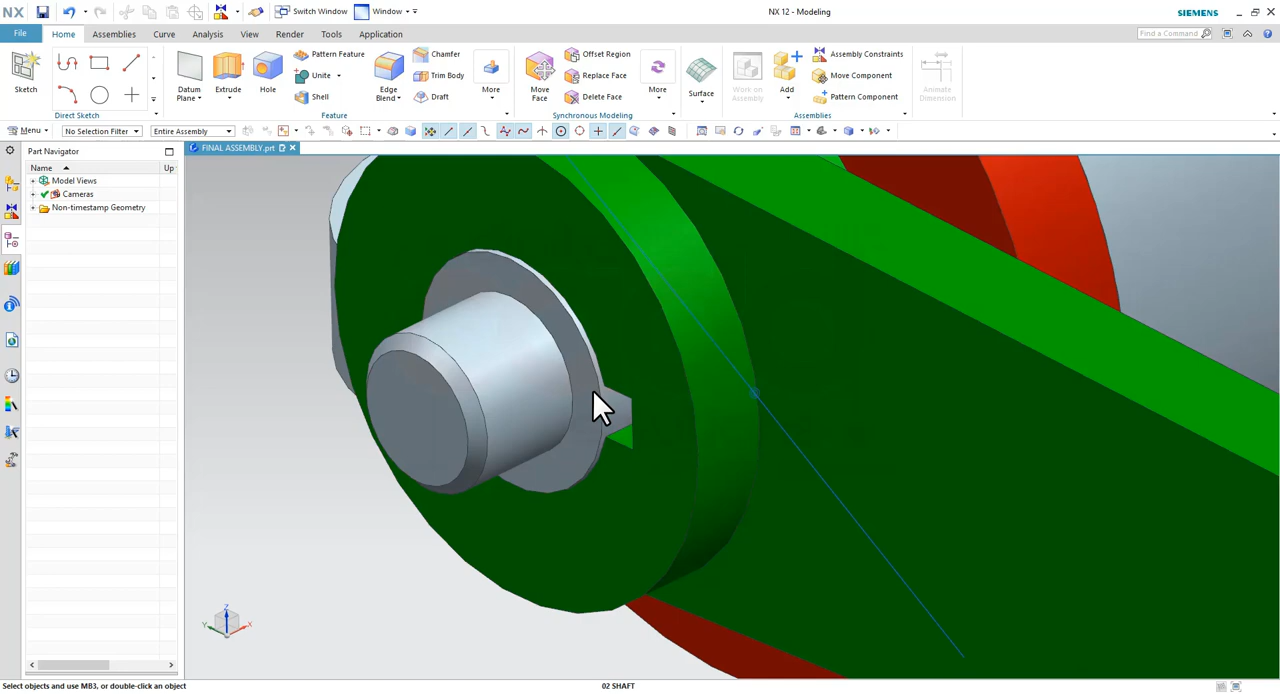 NX
Switch Window
Window
NX 12 - Modeling
SIEMENS
File
Home
Assemblies
Curve
Analysis
View
Render
Tools
Application
Find a Command
Sketch
Direct Sketch
Datum Plane
Extrude
Hole
Pattern Feature
Unite
Shell
Edge Blend
Chamfer
Trim Body
Draft
More
Feature
Move Face
Offset Region
Replace Face
Delete Face
More
Synchronous Modeling
Surface
Work on Assembly
Add
Assembly Constraints
Move Component
Pattern Component
Assemblies
Animate Dimension
Menu
No Selection Filter
Entire Assembly
Part Navigator
FINAL ASSEMBLY.prt
Name
Up
Model Views
Cameras
Non-timestamp Geometry
Z
Y
X
Select objects and use MB3, or double-click an object
02 SHAFT